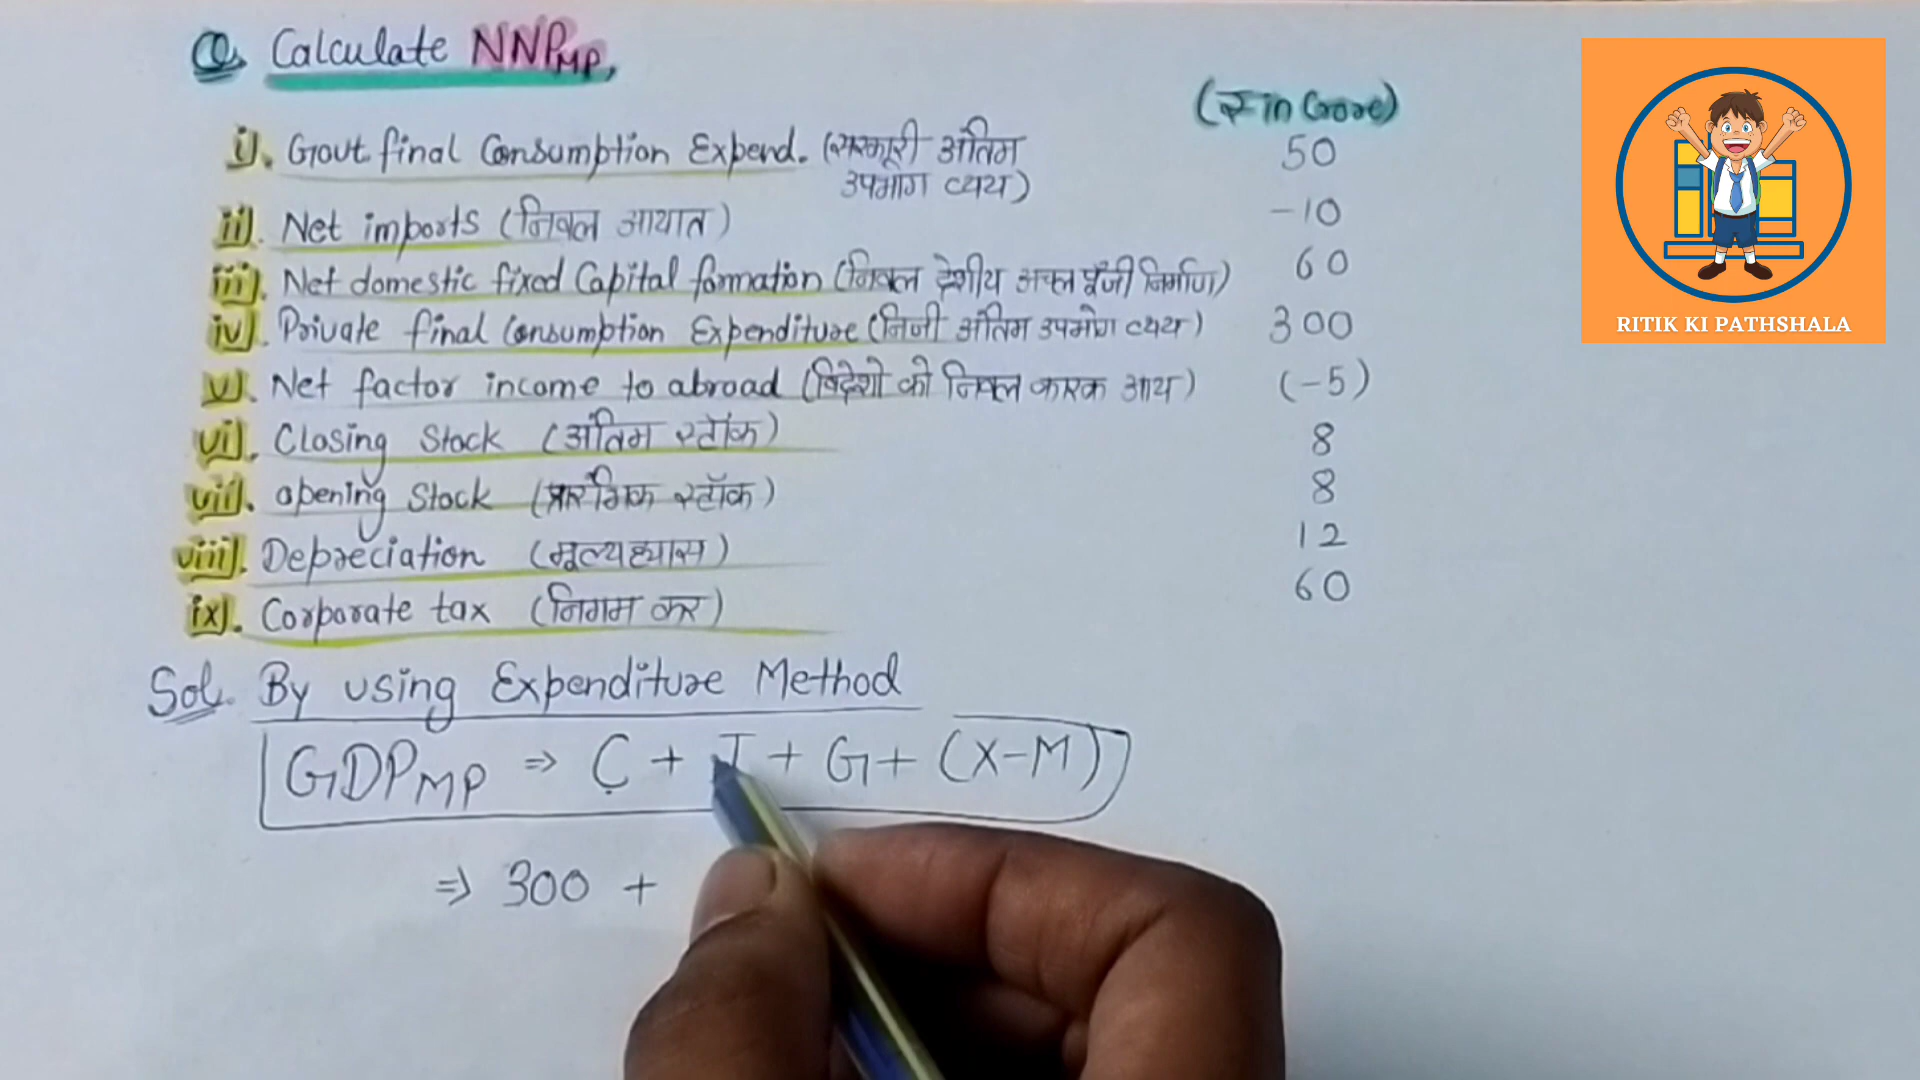 Q. Calculate NNPMP,
(₹ in Crore)
i). Govt. final Consumption Expend. (सरकारी अंतिम उपभोग व्यय) 50
ii). Net imports (निवल आयात) -10
iii). Net domestic fixed Capital formation (निवल देशीय अचल पूँजी निर्माण) 60
iv). Private final Consumption Expenditure (निजी अंतिम उपभोग व्यय) 300
v). Net factor income to abroad (विदेशो को निवल कारक आय) (-5)
vi). Closing Stock (अंतिम स्टॉक) 8
vii). opening Stock (प्रारंभिक स्टॉक) 8
viii). Depreciation (मूल्यह्यास) 12
ix). Corporate tax (निगम कर) 60
Sol. By using Expenditure Method
GDPMP ⇒ C + I + G + (X-M)
⇒ 300 +
RITIK KI PATHSHALA